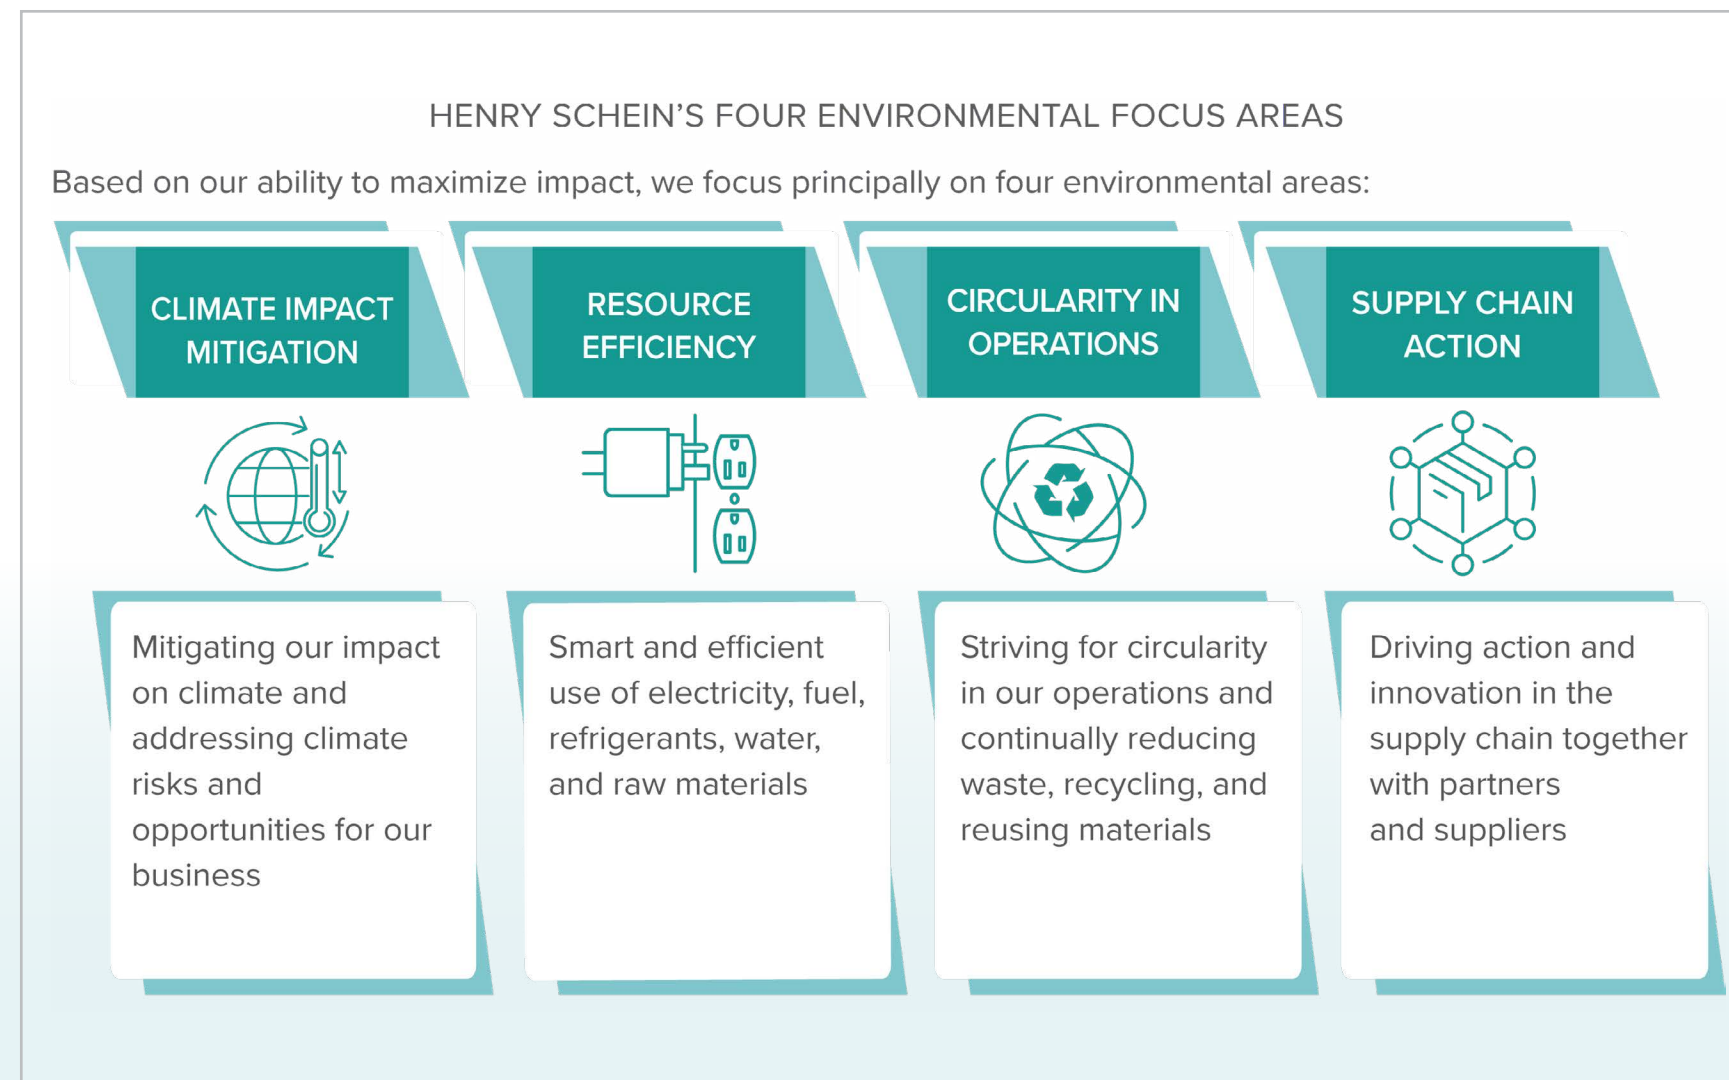 HENRY SCHEIN’S FOUR ENVIRONMENTAL FOCUS AREAS
Based on our ability to maximize impact, we focus principally on four environmental areas:
CLIMATE IMPACT
MITIGATION
RESOURCE
EFFICIENCY
CIRCULARITY IN
OPERATIONS
SUPPLY CHAIN
ACTION
Mitigating our impact
on climate and
addressing climate
risks and
opportunities for our
business
Smart and efficient
use of electricity, fuel,
refrigerants, water,
and raw materials
Striving for circularity
in our operations and
continually reducing
waste, recycling, and
reusing materials
Driving action and
innovation in the
supply chain together
with partners
and suppliers